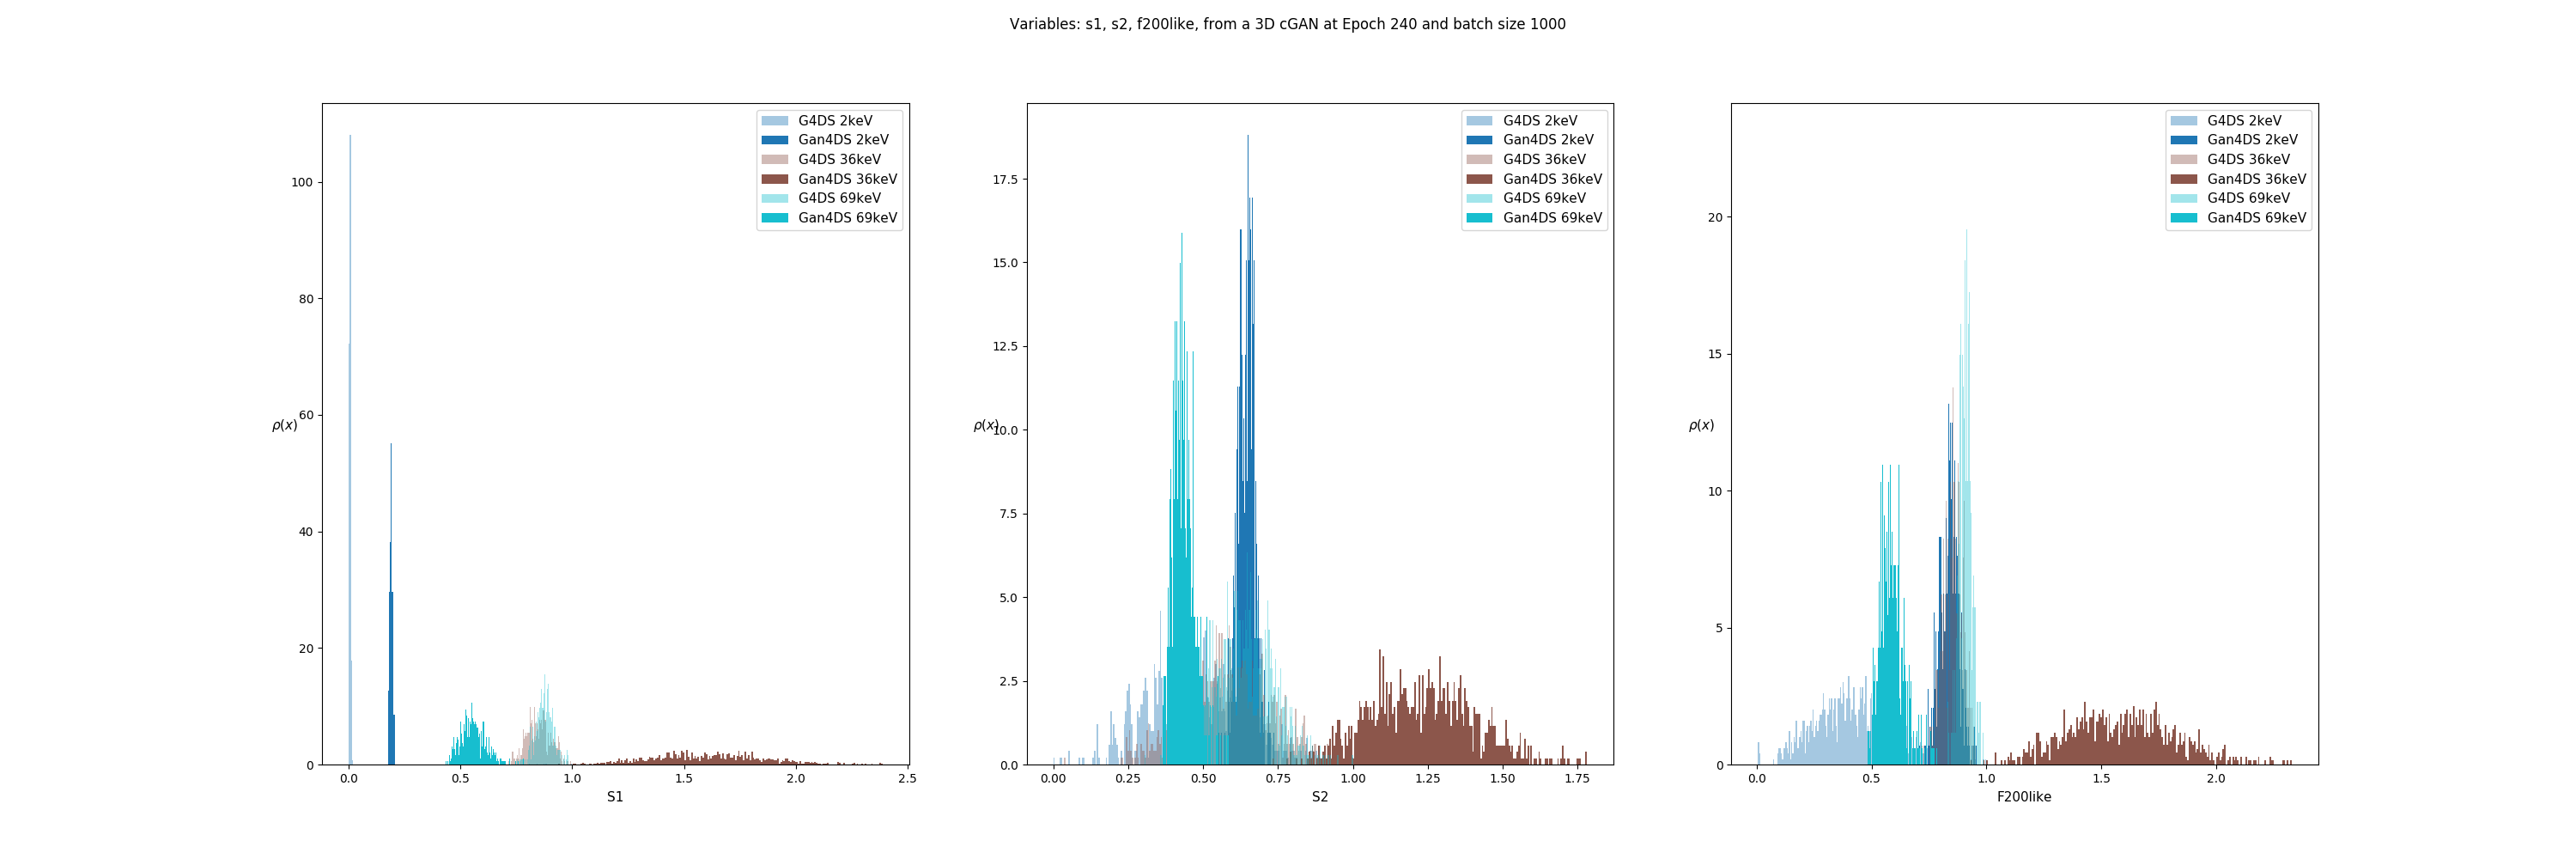 Variables: s1, s2, f200like, from a 3D cGAN at Epoch 240 and batch size 1000
G4DS 2keV
Gan4DS 2keV
G4DS 36keV
Gan4DS 36keV
G4DS 69keV
Gan4DS 69keV
100
80
60
40
20
0
ρ(x)
0.0 0.5 1.0 1.5 2.0 2.5
S1
G4DS 2keV
Gan4DS 2keV
G4DS 36keV
Gan4DS 36keV
G4DS 69keV
Gan4DS 69keV
17.5
15.0
12.5
10.0
7.5
5.0
2.5
0.0
ρ(x)
0.00 0.25 0.50 0.75 1.00 1.25 1.50 1.75
S2
G4DS 2keV
Gan4DS 2keV
G4DS 36keV
Gan4DS 36keV
G4DS 69keV
Gan4DS 69keV
20
15
10
5
0
ρ(x)
0.0 0.5 1.0 1.5 2.0
F200like